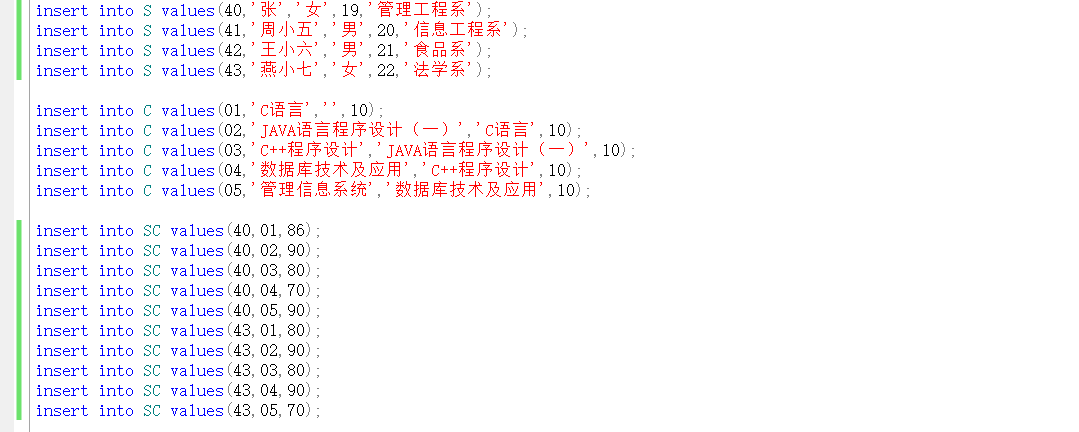 insert into S values(40,'张','女',19,'管理工程系');
insert into S values(41,'周小五','男',20,'信息工程系');
insert into S values(42,'王小六','男',21,'食品系');
insert into S values(43,'燕小七','女',22,'法学系');
insert into C values(01,'C语言','',10);
insert into C values(02,'JAVA语言程序设计（一）','C语言',10);
insert into C values(03,'C++程序设计','JAVA语言程序设计（一）',10);
insert into C values(04,'数据库技术及应用','C++程序设计',10);
insert into C values(05,'管理信息系统','数据库技术及应用',10);
insert into SC values(40,01,86);
insert into SC values(40,02,90);
insert into SC values(40,03,80);
insert into SC values(40,04,70);
insert into SC values(40,05,90);
insert into SC values(43,01,80);
insert into SC values(43,02,90);
insert into SC values(43,03,80);
insert into SC values(43,04,90);
insert into SC values(43,05,70);